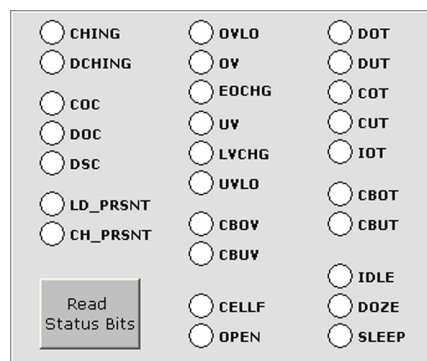 CHING
DCHING
COC
DOC
DSC
LD_PRSNT
CH_PRSNT
Read
Status Bits
OVLO
OV
EOCHG
UV
LVCHG
UVLO
CBOV
CBUV
CELLF
OPEN
DOT
DUT
COT
CUT
IOT
CBOT
CBUT
IDLE
DOZE
SLEEP